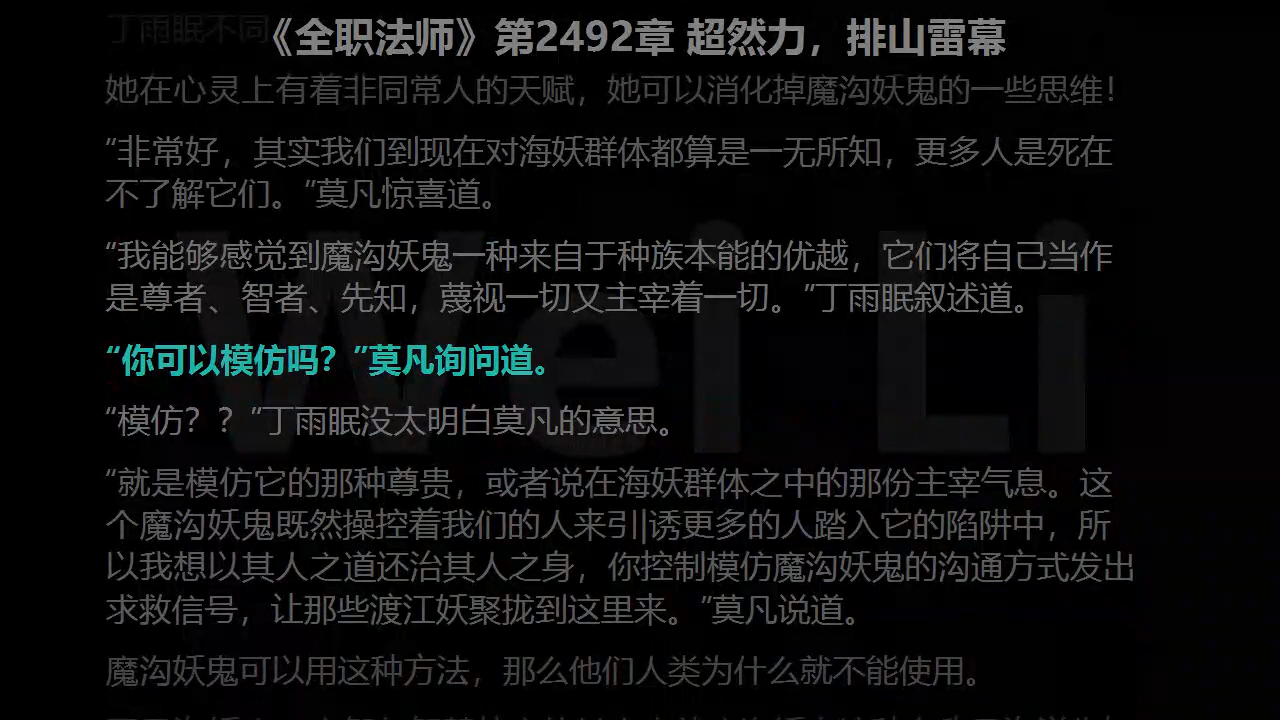 丁雨眠不同
《全职法师》第2492章 超然力，排山雷幕
她在心灵上有着非同常人的天赋，她可以消化掉魔沟妖鬼的一些思维！
“非常好，其实我们到现在对海妖群体都算是一无所知，更多人是死在
不了解它们。”莫凡惊喜道。
“我能够感觉到魔沟妖鬼一种来自于种族本能的优越，它们将自己当作
是尊者、智者、先知，蔑视一切又主宰着一切。”丁雨眠叙述道。
“你可以模仿吗？”莫凡询问道。
“模仿？？“丁雨眠没太明白莫凡的意思。
“就是模仿它的那种尊贵，或者说在海妖群体之中的那份主宰气息。这
个魔沟妖鬼既然操控着我们的人来引||诱更多的人踏入它的陷阱中，所
以我想以其人之道还治其人之身，你控制模仿魔沟妖鬼的沟通方式发出
求救信号，让那些渡江妖聚拢到这里来。”莫凡说道。
魔沟妖鬼可以用这种方法，那么他们人类为什么就不能使用。
Wei Li